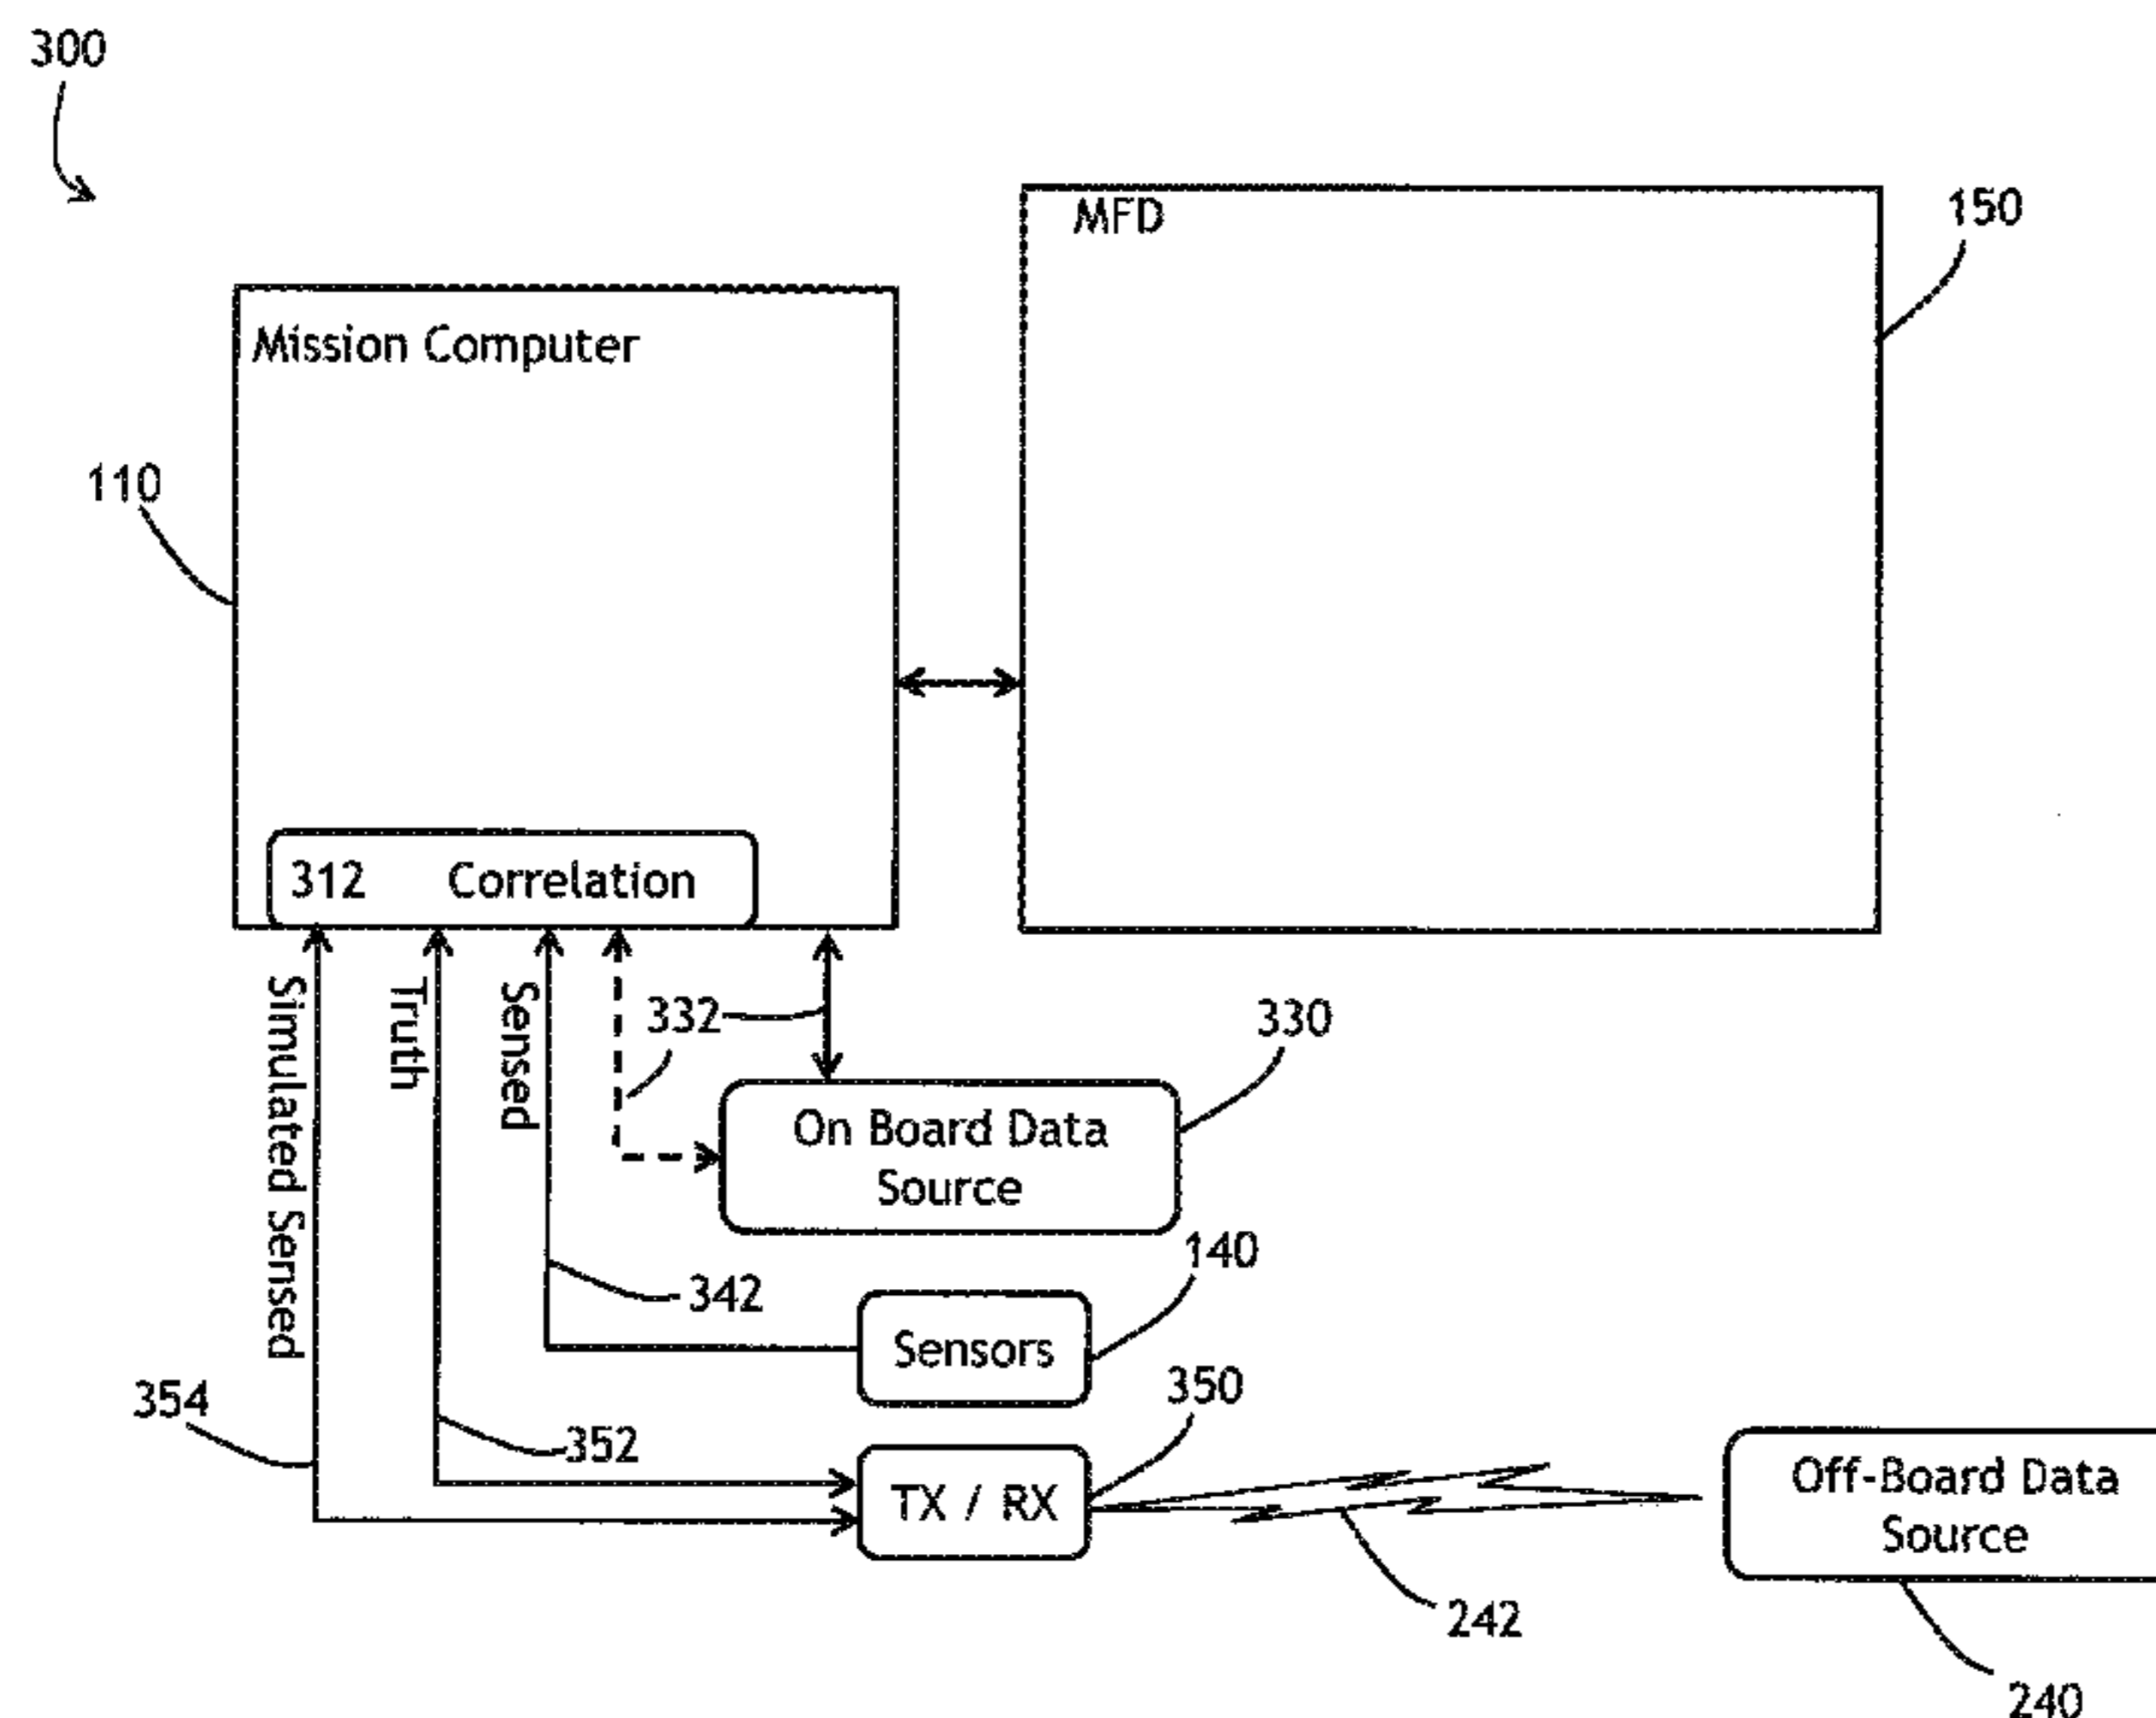 300
MFD
150
Mission Computer
110
312 Correlation
Simulated Sensed
Truth
Sensed
332
330
On Board Data
Source
140
342
Sensors
350
354
352
TX / RX
Off-Board Data
Source
242
240